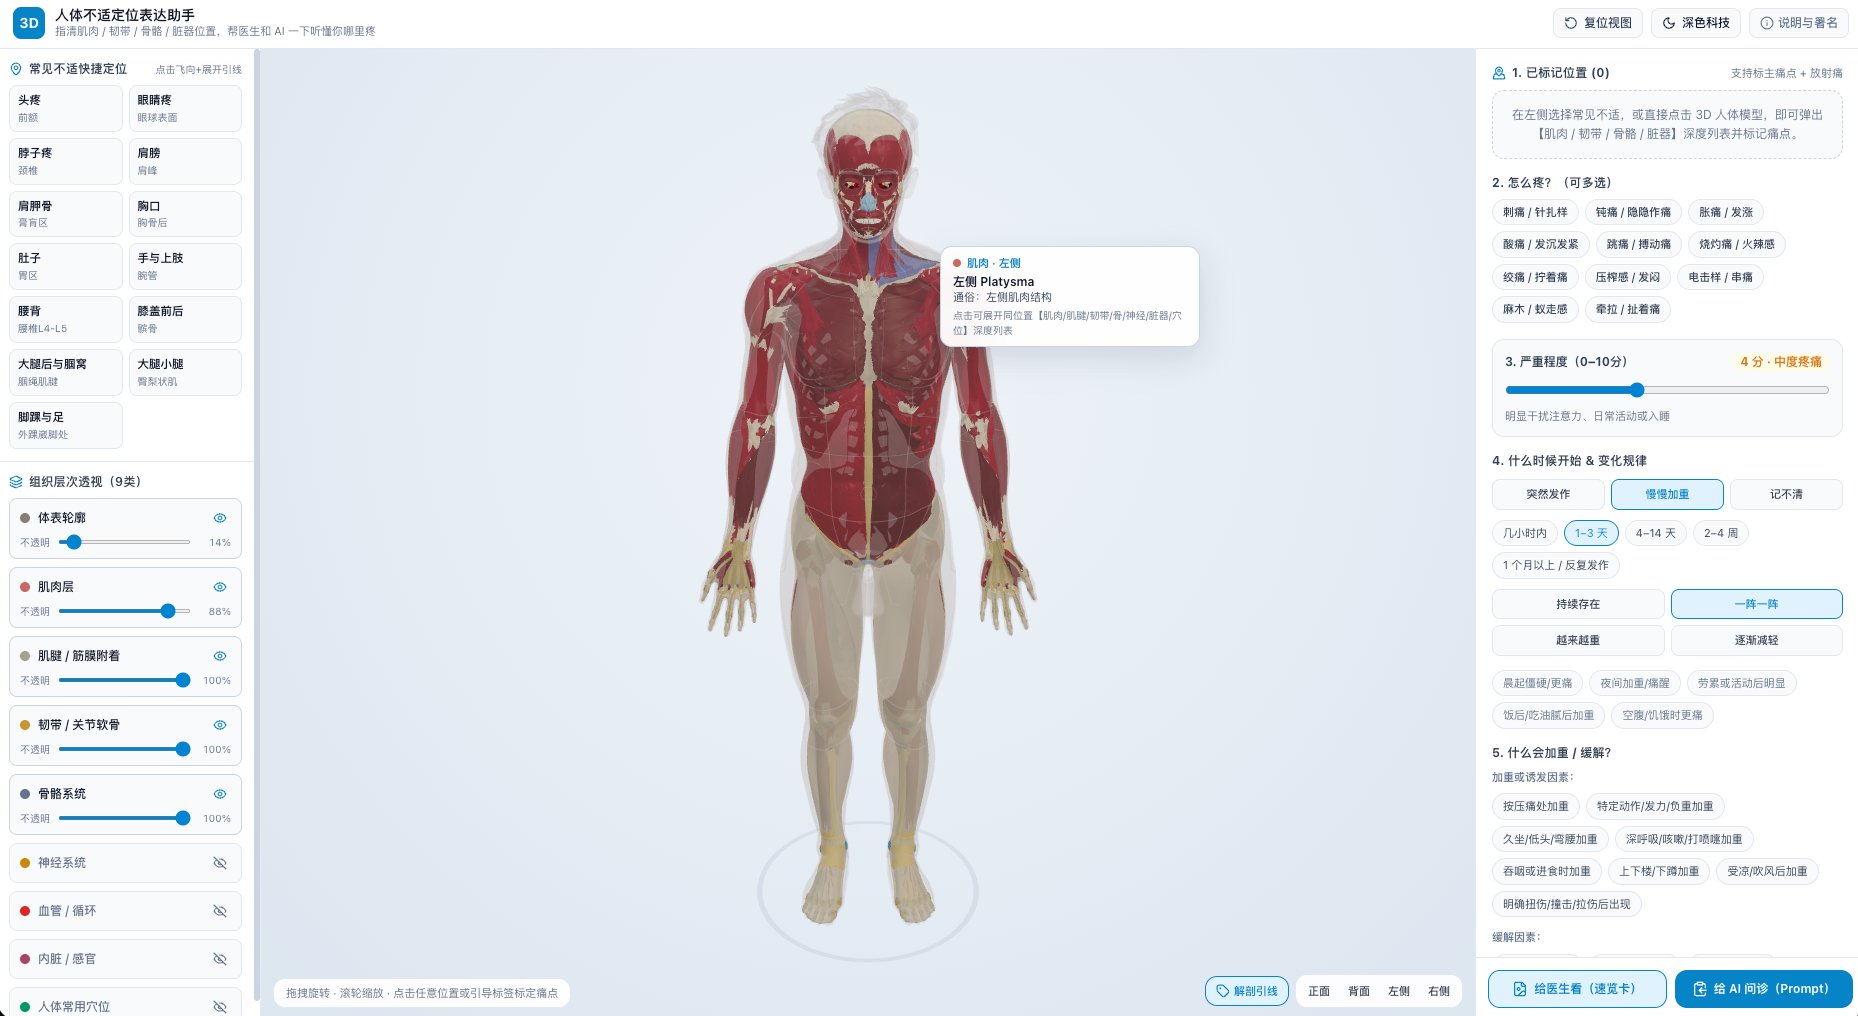 3D
人体不适定位表达助手
指清肌肉 / 韧带 / 骨骼 / 脏器位置，帮医生和 AI 一下听懂你哪里疼
复位视图
深色科技
说明与署名
常见不适快捷定位
点击飞向+展开引线
头疼
前额
眼睛疼
眼球表面
脖子疼
颈椎
肩膀
肩峰
肩胛骨
膏肓区
胸口
胸骨后
肚子
胃区
手与上肢
腕管
腰背
腰椎L4-L5
膝盖前后
髌骨
大腿后与腘窝
腘绳肌腱
大腿小腿
臀梨状肌
脚踝与足
外踝崴脚处
组织层次透视（9类）
体表轮廓
不透明
14%
肌肉层
不透明
88%
肌腱 / 筋膜附着
不透明
100%
韧带 / 关节软骨
不透明
100%
骨骼系统
不透明
100%
神经系统
血管 / 循环
内脏 / 感官
人体常用穴位
肌肉 · 左侧
左侧 Platysma
通俗：左侧肌肉结构
点击可展开同位置【肌肉/肌腱/韧带/骨/神经/脏器/穴
位】深度列表
拖拽旋转 · 滚轮缩放 · 点击任意位置或引导标签标定痛点
解剖引线
正面
背面
左侧
右侧
1. 已标记位置 (0)
支持标主痛点 + 放射痛
在左侧选择常见不适，或直接点击 3D 人体模型，即可弹出
【肌肉 / 韧带 / 骨骼 / 脏器】深度列表并标记痛点。
2. 怎么疼？（可多选）
刺痛 / 针扎样
钝痛 / 隐隐作痛
胀痛 / 发涨
酸痛 / 发沉发紧
跳痛 / 搏动痛
烧灼痛 / 火辣感
绞痛 / 拧着痛
压榨感 / 发闷
电击样 / 串痛
麻木 / 蚁走感
牵拉 / 扯着痛
3. 严重程度（0–10分）
4 分 · 中度疼痛
明显干扰注意力、日常活动或入睡
4. 什么时候开始 & 变化规律
突然发作
慢慢加重
记不清
几小时内
1–3 天
4–14 天
2–4 周
1 个月以上 / 反复发作
持续存在
一阵一阵
越来越重
逐渐减轻
晨起僵硬/更痛
夜间加重/痛醒
劳累或活动后明显
饭后/吃油腻后加重
空腹/饥饿时更痛
5. 什么会加重 / 缓解？
加重或诱发因素：
按压痛处加重
特定动作/发力/负重加重
久坐/低头/弯腰加重
深呼吸/咳嗽/打喷嚏加重
吞咽或进食时加重
上下楼/下蹲加重
受凉/吹风后加重
明确扭伤/撞击/拉伤后出现
缓解因素：
给医生看（速览卡）
给 AI 问诊（Prompt）